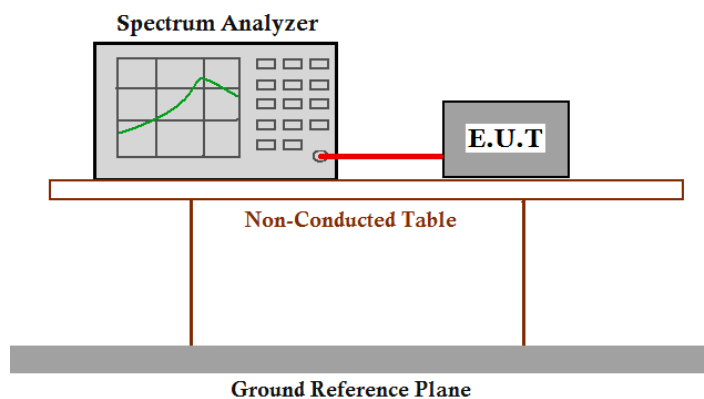 Spectrum Analyzer
E.U.T
Non-Conducted Table
Ground Reference Plane